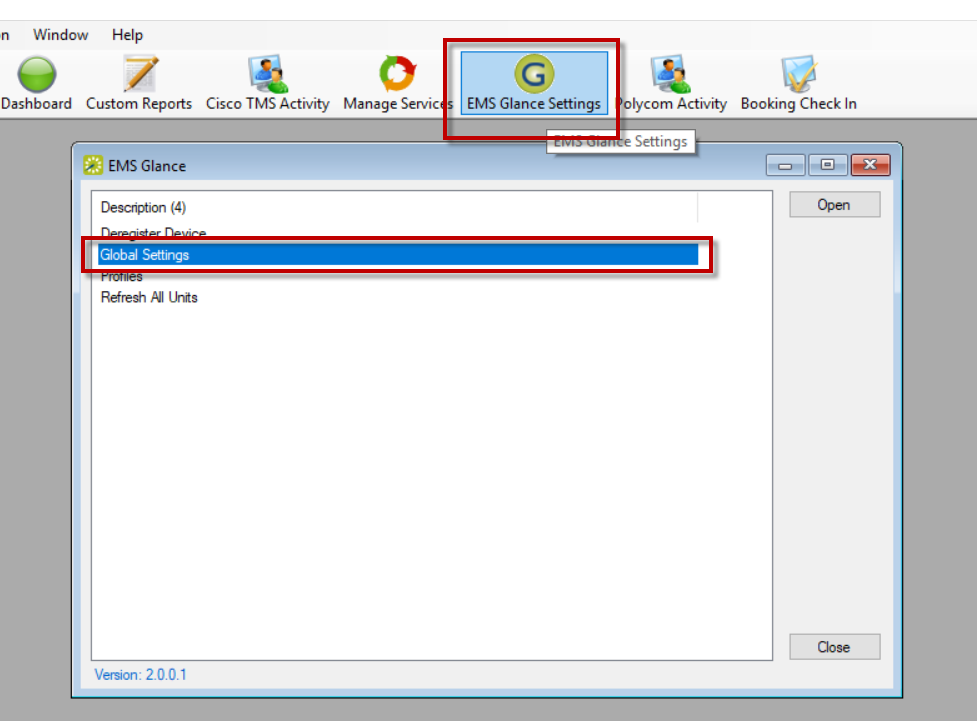 n Window Help
G
Dashboard Custom Reports Cisco TMS Activity Manage Services EMS Glance Settings Polycom Activity Booking Check In
EMS Glance Settings
EMS Glance
Description (4)
Open
Deregister Device
Global Settings
Profiles
Refresh All Units
Close
Version: 2.0.0.1